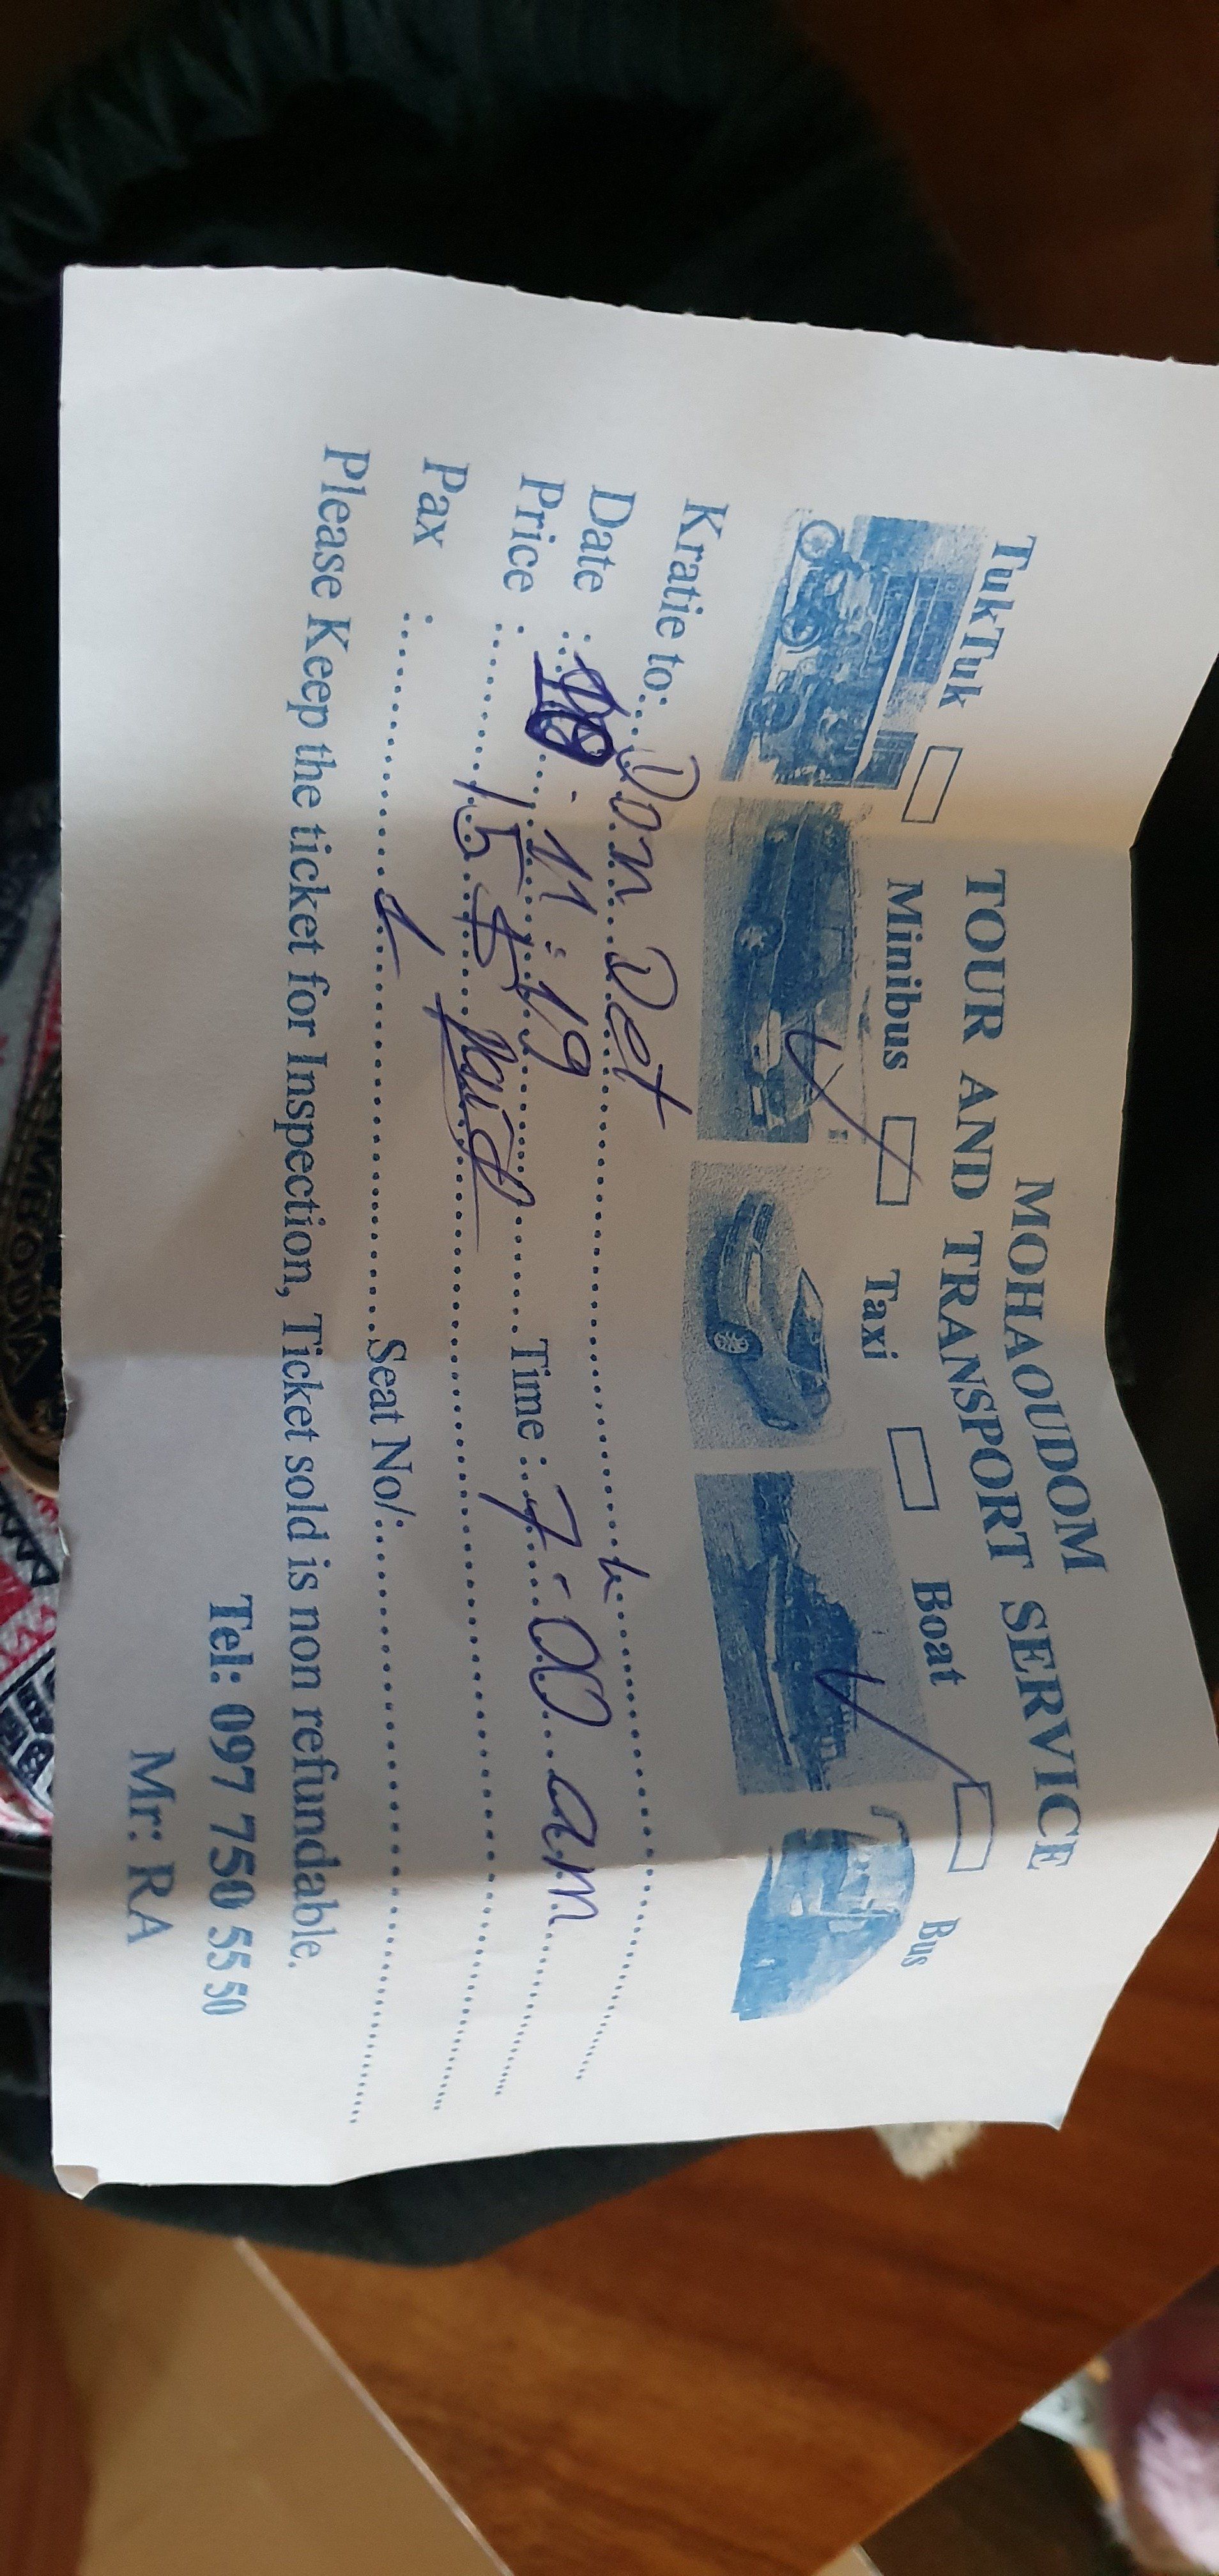 MOHAOUDOM
TOUR AND TRANSPORT SERVICE
TukTuk Minibus Taxi Boat Bus
Kratie to: Don Det
Date : 11 . 19 Time : 7 - 00 am
Price : 15 $ paid
Pax : 1 Seat No/:
Please Keep the ticket for Inspection, Ticket sold is non refundable.
Tel: 097 750 55 50
Mr: RA